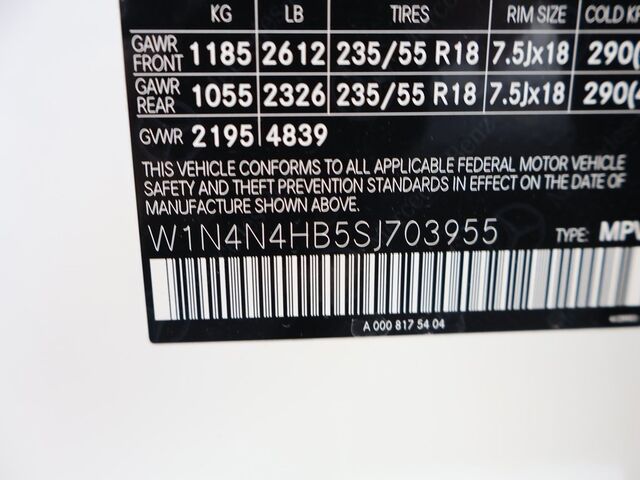 KG LB TIRES RIM SIZE COLD
GAWR FRONT 1185 2612 235/55 R18 7.5Jx18 290(
GAWR REAR 1055 2326 235/55 R18 7.5Jx18 290(
GVWR 2195 4839
THIS VEHICLE CONFORMS TO ALL APPLICABLE FEDERAL MOTOR VEHICLE
SAFETY AND THEFT PREVENTION STANDARDS IN EFFECT ON THE DATE OF
MANUFACTURE SHOWN ABOVE.
W1N4N4HB5SJ703955 TYPE: MPV
A 000 817 54 04